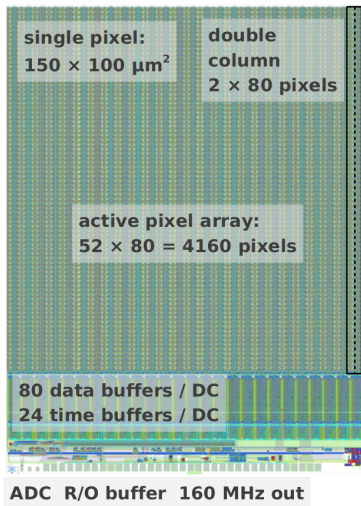 single pixel:
150 × 100 µm²
double
column
2 × 80 pixels
active pixel array:
52 × 80 = 4160 pixels
80 data buffers / DC
24 time buffers / DC
ADC R/O buffer 160 MHz out